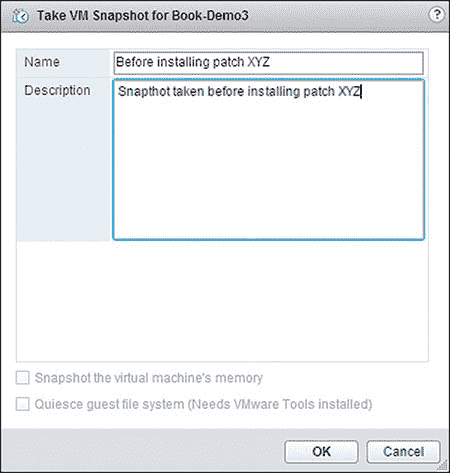 Take VM Snapshot for Book-Demo3
?
Name
Before installing patch XYZ
Description
Snapthot taken before installing patch XYZ
Snapshot the virtual machine's memory
Quiesce guest file system (Needs VMware Tools installed)
OK
Cancel